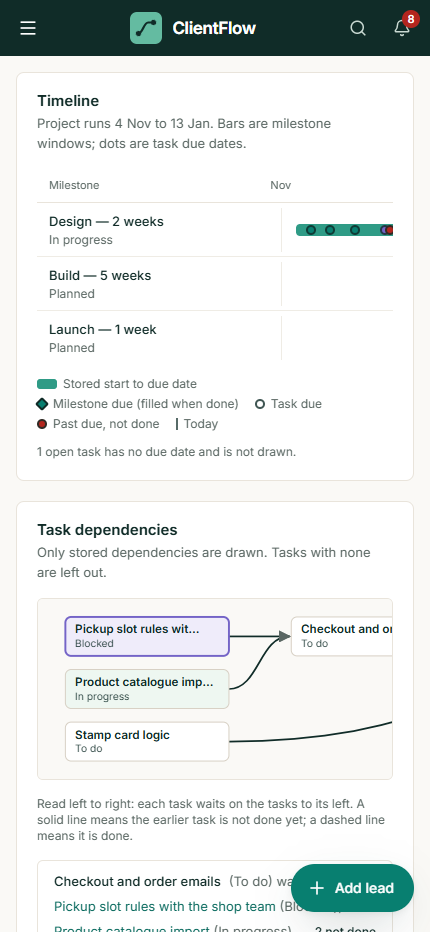 ClientFlow
8
Timeline
Project runs 4 Nov to 13 Jan. Bars are milestone
windows; dots are task due dates.
Milestone Nov
Design — 2 weeks
In progress
Build — 5 weeks
Planned
Launch — 1 week
Planned
Stored start to due date
Milestone due (filled when done) Task due
Past due, not done Today
1 open task has no due date and is not drawn.
Task dependencies
Only stored dependencies are drawn. Tasks with none
are left out.
Pickup slot rules wit...
Blocked
Checkout and or
To do
Product catalogue imp...
In progress
Stamp card logic
To do
Read left to right: each task waits on the tasks to its left. A
solid line means the earlier task is not done yet; a dashed line
means it is done.
Checkout and order emails (To do) wa
Pickup slot rules with the shop team (Blo
Product catalogue import (In progress) 2 not done
Add lead